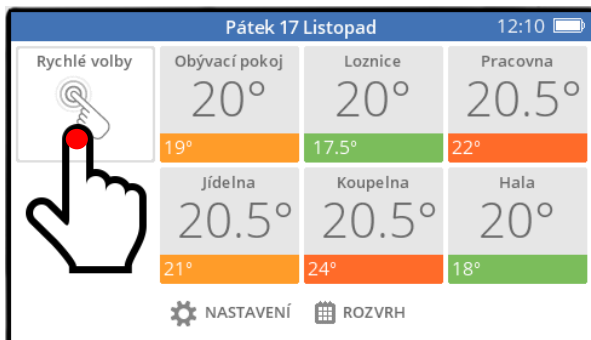 Pátek 17 Listopad
12:10
Rychlé volby
Obývací pokoj
20°
19°
Loznice
20°
17.5°
Pracovna
20.5°
22°
Jídelna
20.5°
21°
Koupelna
20.5°
24°
Hala
20°
18°
NASTAVENÍ
ROZVRH